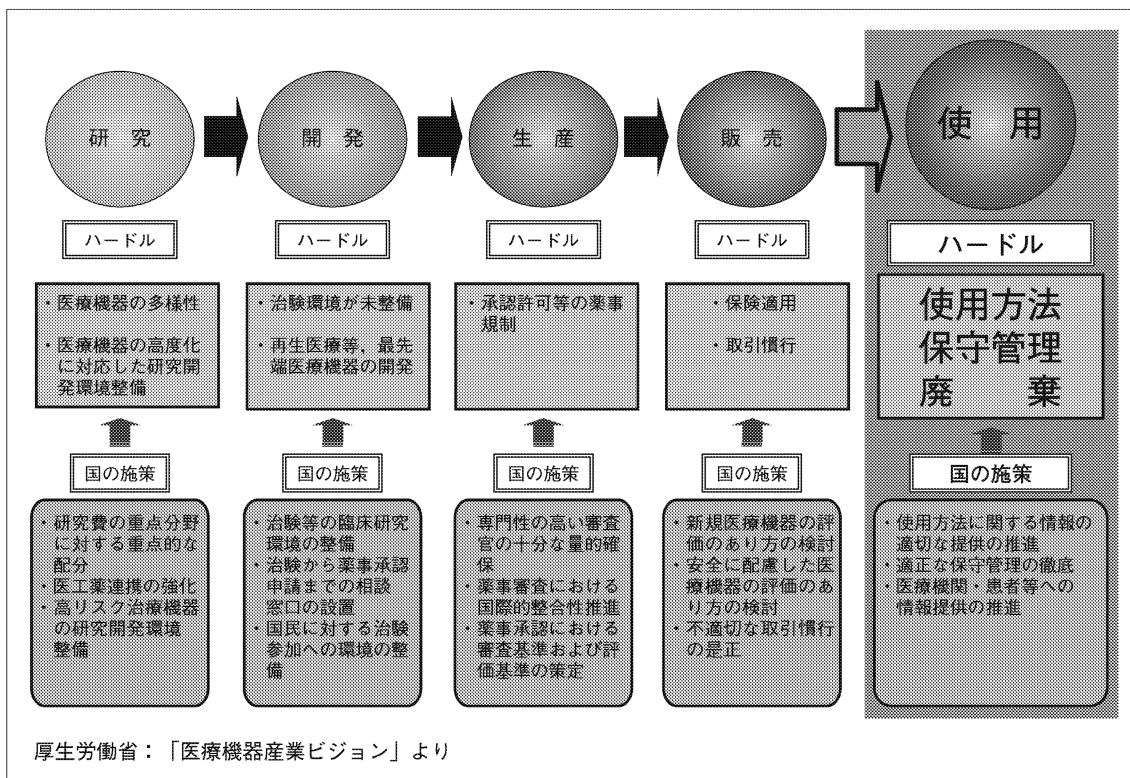 研究
開発
生産
販売
使用
ハードル
ハードル
ハードル
ハードル
ハードル
・医療機器の多様性
・医療機器の高度化
に対応した研究開
発環境整備
・治験環境が未整備
・再生医療等，最先
端医療機器の開発
・承認許可等の薬事
規制
・保険適用
・取引慣行
使用方法
保守管理
廃棄
国の施策
国の施策
国の施策
国の施策
国の施策
・研究費の重点分野
に対する重点的な
配分
・医工薬連携の強化
・高リスク治療機器
の研究開発環境
整備
・治験等の臨床研究
環境の整備
・治験から薬事承認
申請までの相談
窓口の設置
・国民に対する治験
参加への環境の整
備
・専門性の高い審査
官の十分な量的確
保
・薬事審査における
国際的整合性推進
・薬事承認における
審査基準および評
価基準の策定
・新規医療機器の評
価のあり方の検討
・安全に配慮した医
療機器の評価のあ
り方の検討
・不適切な取引慣行
の是正
・使用方法に関する情報の
適切な提供の推進
・適正な保守管理の徹底
・医療機関・患者等への
情報提供の推進
厚生労働省：「医療機器産業ビジョン」より